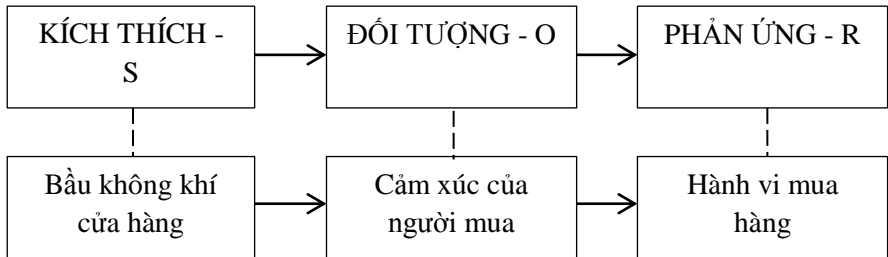 KÍCH THÍCH -
S
ĐỐI TƯỢNG - O
PHẢN ỨNG - R
Bầu không khí
cửa hàng
Cảm xúc của
người mua
Hành vi mua
hàng